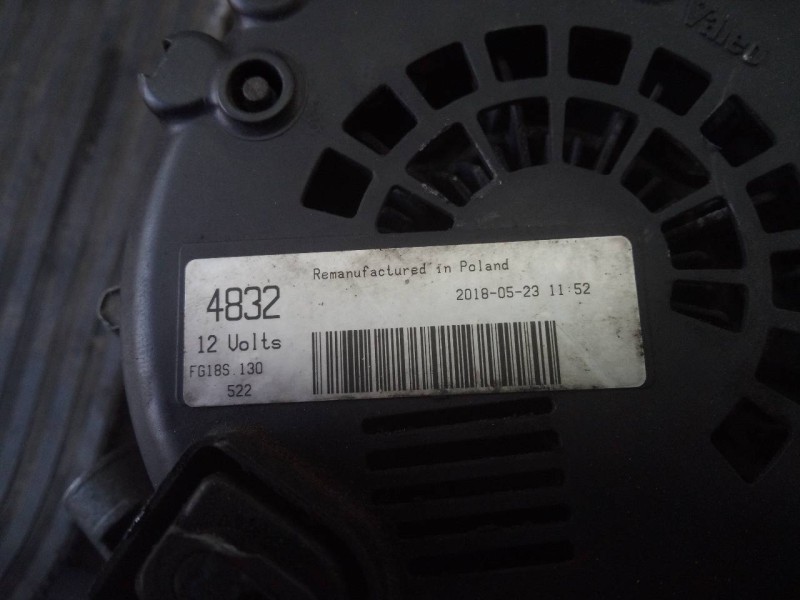 Valeo
Remanufactured in Poland
4832
2018-05-23 11:52
12 Volts
FG18S.130
522